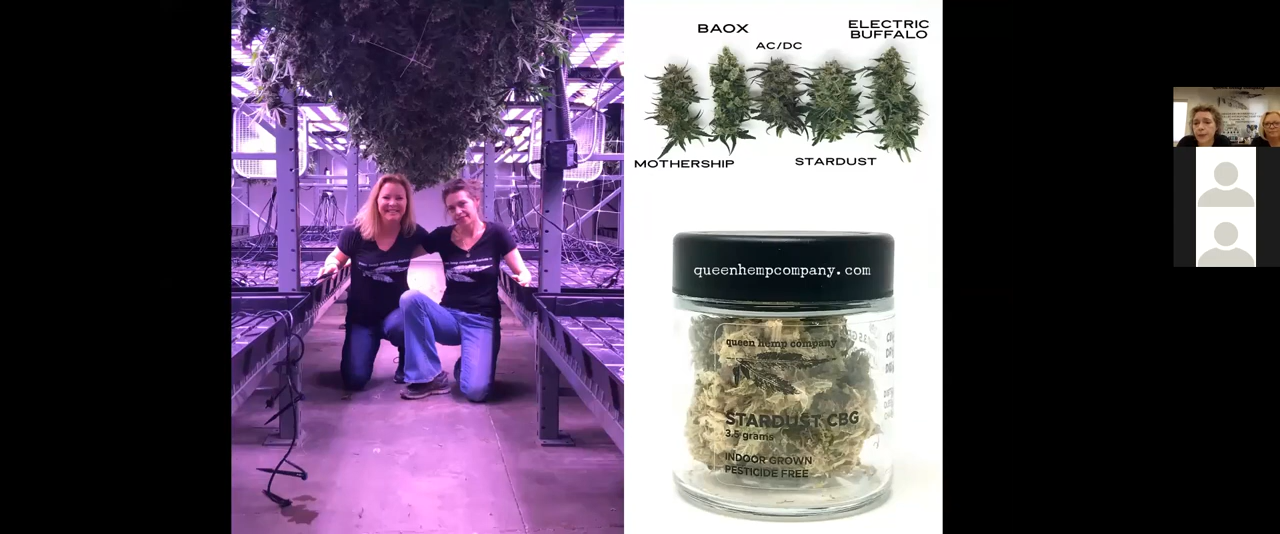 BAOX
ELECTRIC
BUFFALO
AC/DC
MOTHERSHIP
STARDUST
queenhempcompany.com
queen hemp company
STARDUST CBG
3.5 grams
INDOOR GROWN
PESTICIDE FREE